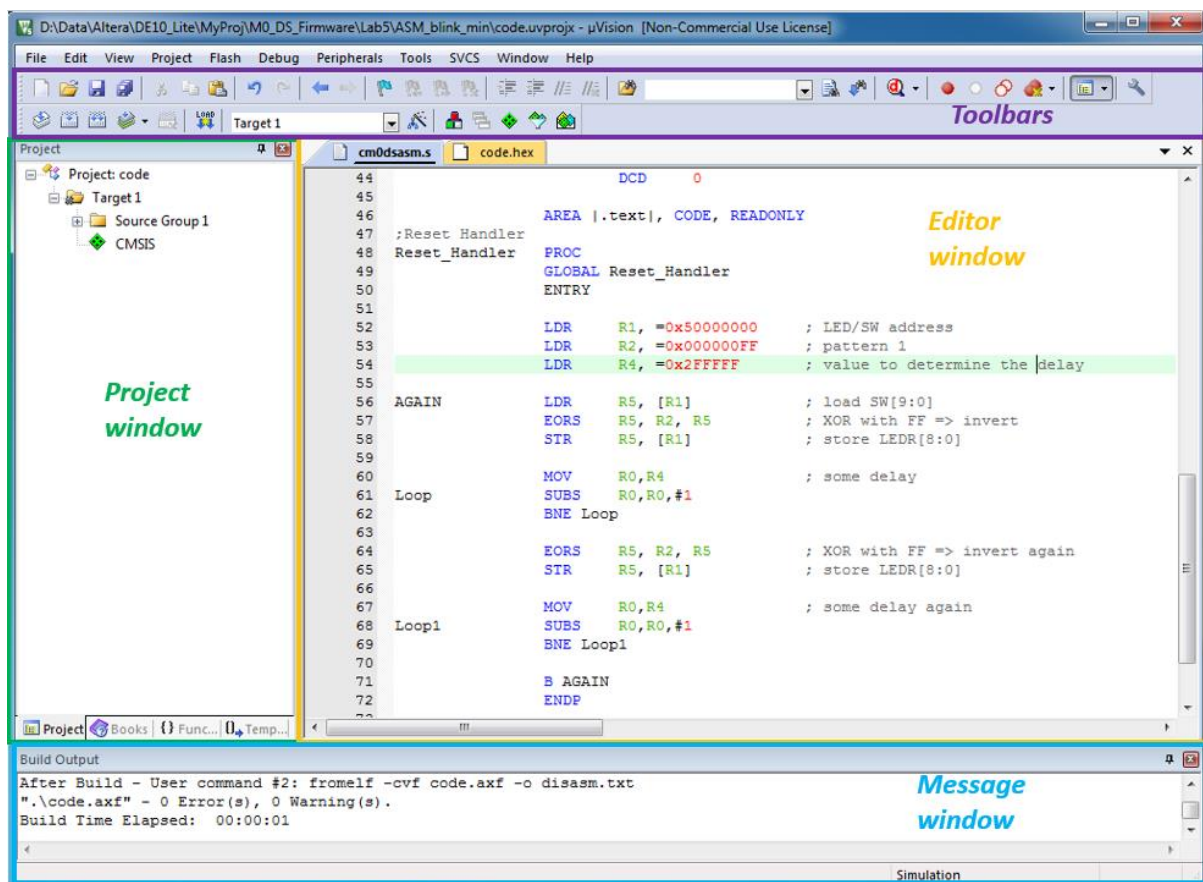 D:\Data\Altera\DE10_Lite\MyProj\M0_DS_Firmware\Lab5\ASM_blink_min\code.uvprojx - µVision [Non-Commercial Use License]
File Edit View Project Flash Debug Peripherals Tools SVCS Window Help
Toolbars
LOAD Target 1
Project
Project: code
Target 1
Source Group 1
CMSIS
Project window
Project Books {} Func... Temp...
cm0dsasm.s code.hex
Editor window
44 DCD 0
45
46 AREA |.text|, CODE, READONLY
47 ;Reset Handler
48 Reset_Handler PROC
49 GLOBAL Reset_Handler
50 ENTRY
51
52 LDR R1, =0x50000000 ; LED/SW address
53 LDR R2, =0x000000FF ; pattern 1
54 LDR R4, =0x2FFFFF ; value to determine the delay
55
56 AGAIN LDR R5, [R1] ; load SW[9:0]
57 EORS R5, R2, R5 ; XOR with FF => invert
58 STR R5, [R1] ; store LEDR[8:0]
59
60 MOV R0,R4 ; some delay
61 Loop SUBS R0,R0,#1
62 BNE Loop
63
64 EORS R5, R2, R5 ; XOR with FF => invert again
65 STR R5, [R1] ; store LEDR[8:0]
66
67 MOV R0,R4 ; some delay again
68 Loop1 SUBS R0,R0,#1
69 BNE Loop1
70
71 B AGAIN
72 ENDP
Build Output
After Build - User command #2: fromelf -cvf code.axf -o disasm.txt
".\code.axf" - 0 Error(s), 0 Warning(s).
Build Time Elapsed: 00:00:01
Message window
Simulation